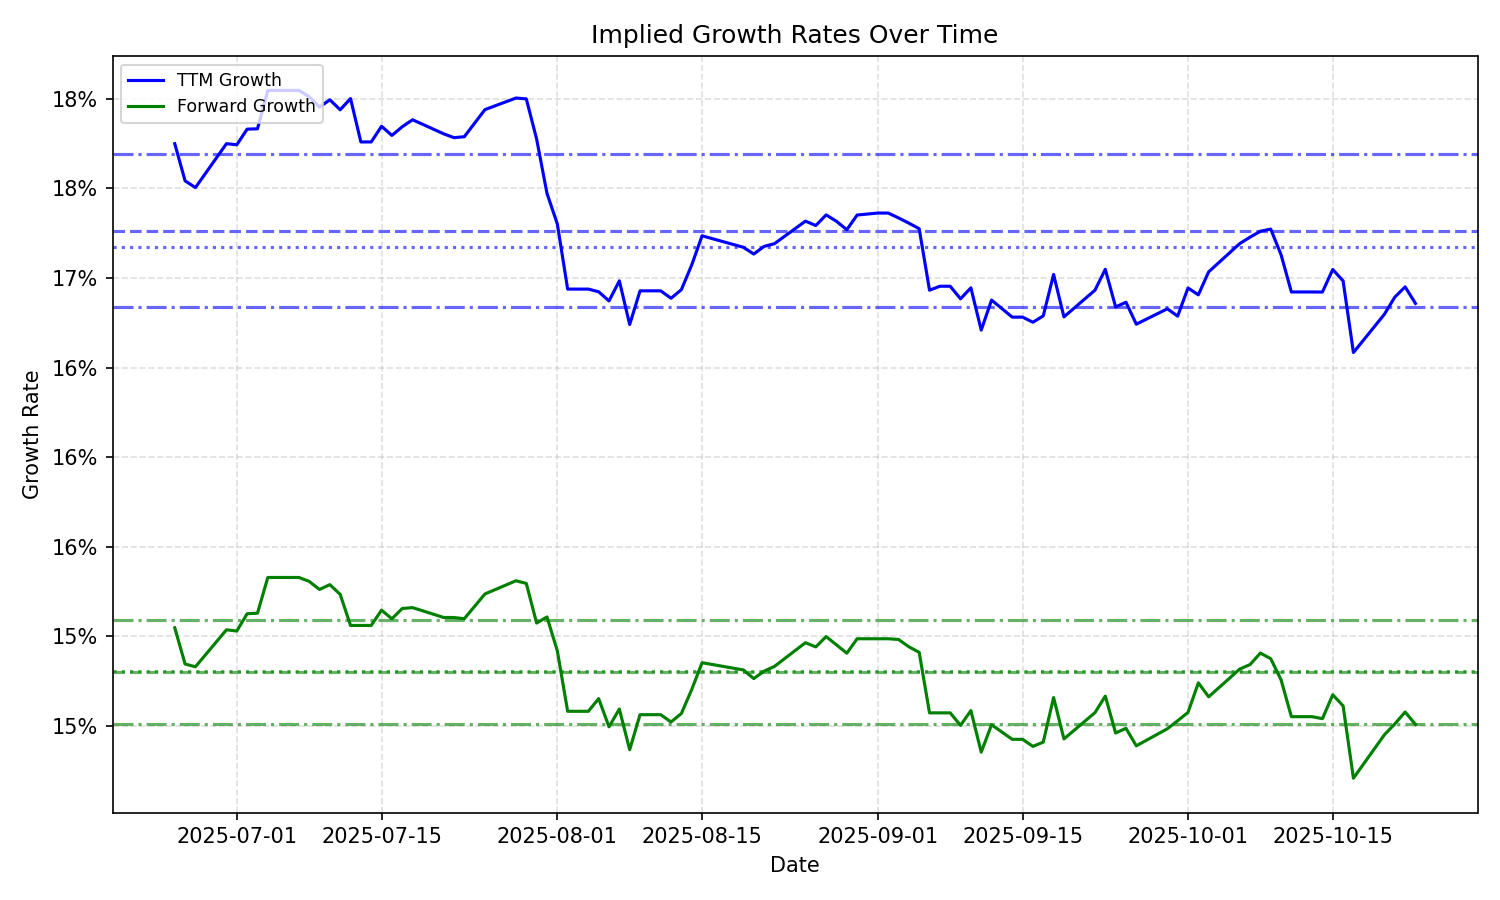 Implied Growth Rates Over Time
TTM Growth
Forward Growth
18%
18%
17%
16%
16%
16%
15%
15%
Growth Rate
2025-07-01 2025-07-15 2025-08-01 2025-08-15 2025-09-01 2025-09-15 2025-10-01 2025-10-15
Date